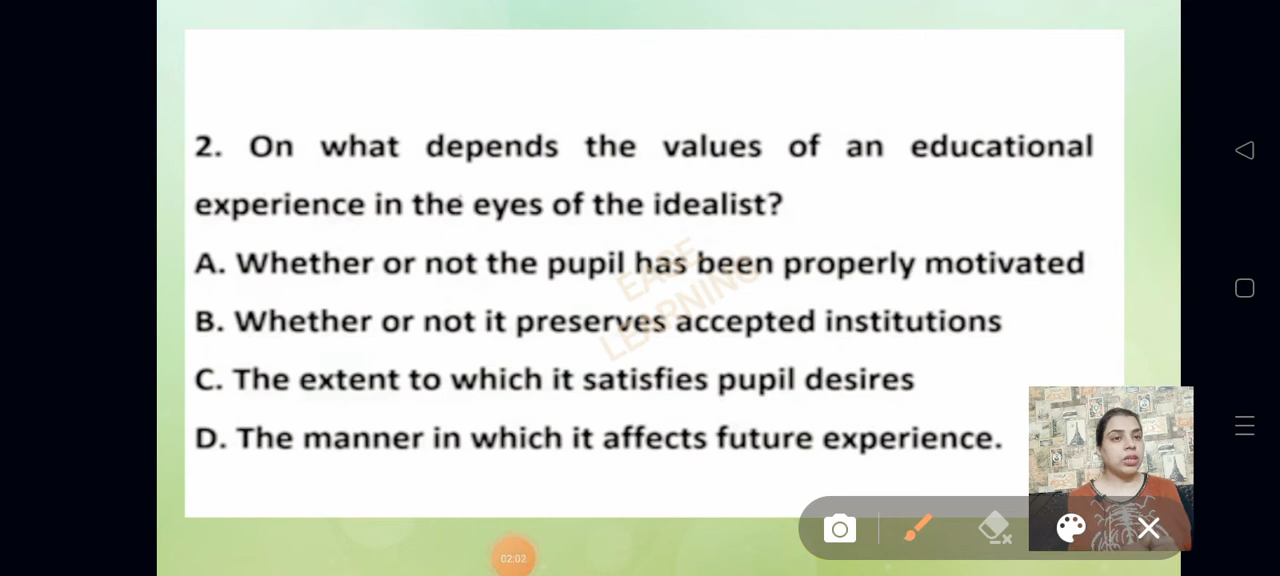 2. On what depends the values of an educational
experience in the eyes of the idealist?
A. Whether or not the pupil has been properly motivated
B. Whether or not it preserves accepted institutions
C. The extent to which it satisfies pupil desires
D. The manner in which it affects future experience.
EASE
LEARNING
02:02